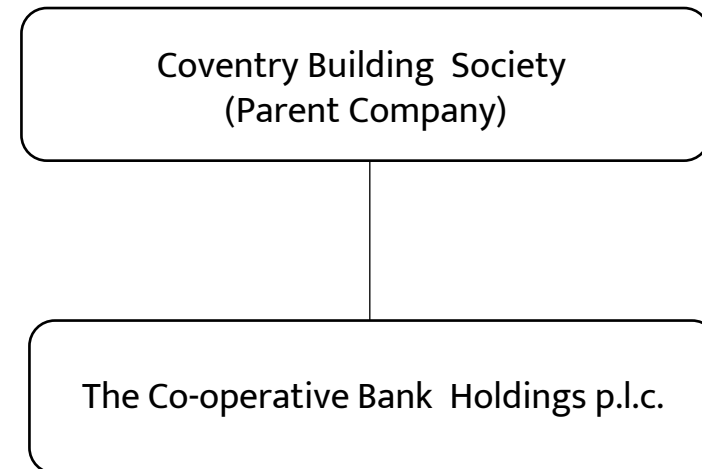 Coventry Building Society
(Parent Company)
The Co-operative Bank Holdings p.l.c.